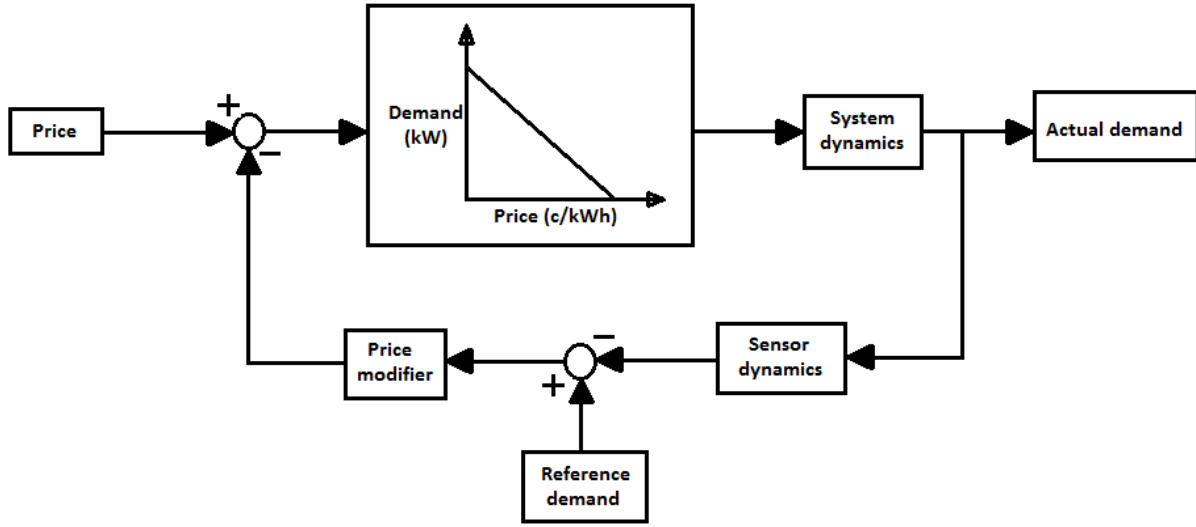 Price
+
−
Demand
(kW)
Price (c/kWh)
System
dynamics
Actual demand
Price
modifier
−
+
Sensor
dynamics
Reference
demand